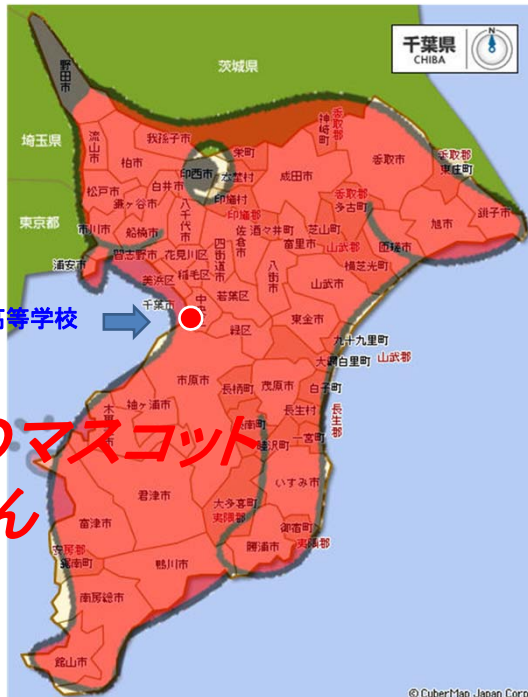 千葉県
CHIBA
茨城県
埼玉県
東京都
野田市
流山市
柏市
我孫子市
印西市
栄町
神崎町
香取郡
香取市
香取郡
東庄町
松戸市
鎌ヶ谷市
白井市
八千代市
印旛村
印旛郡
成田市
香取郡
多古町
旭市
銚子市
市川市
船橋市
習志野市
花見川区
四街道市
佐倉市
酒々井町
富里市
芝山町
山武郡
匝瑳市
横芝光町
浦安市
美浜区
稲毛区
若葉区
八街市
山武市
千葉市
緑区
東金市
高等学校
九十九里町
大網白里町
山武郡
市原市
長柄町
茂原市
白子町
袖ヶ浦市
長生村
長生郡
一宮町
睦沢町
マスコット
いすみ市
君津市
大多喜町
夷隅郡
富津市
御宿町
勝浦市
夷隅郡
安房郡
鋸南町
鴨川市
南房総市
館山市
© CyberMap Japan Corp